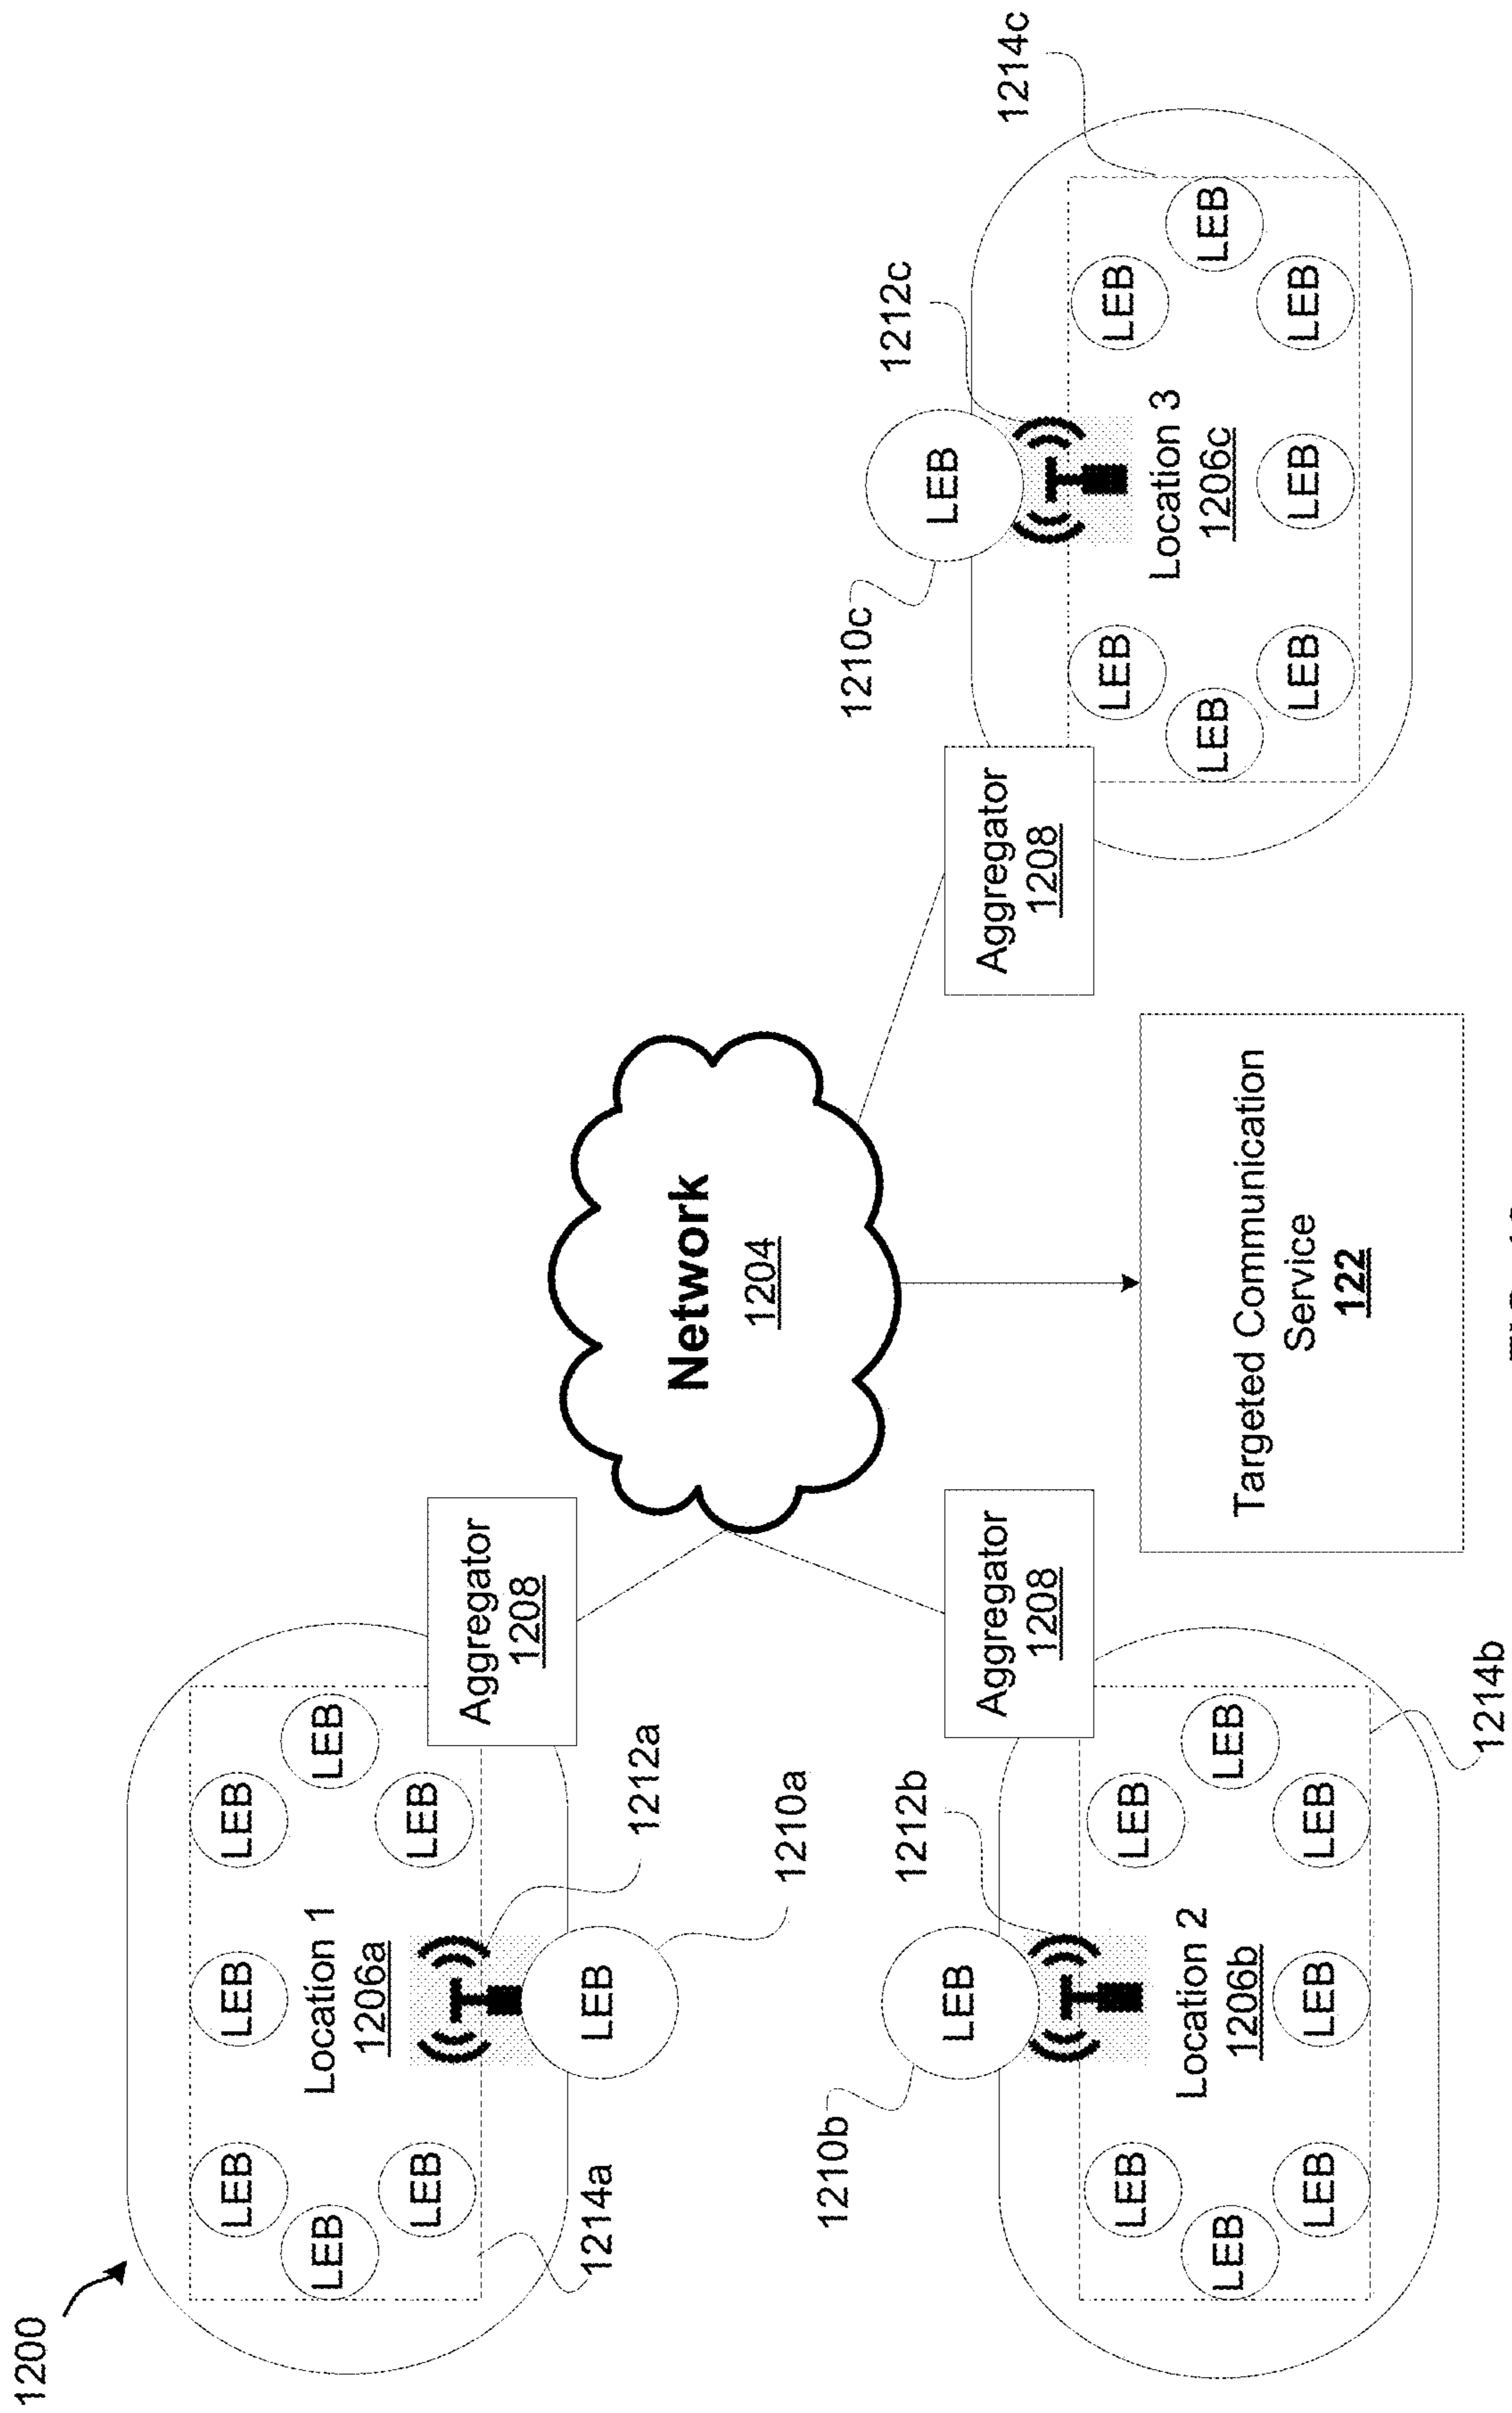 1200
LEB
LEB
LEB
LEB
Location 1
LEB
1206a
LEB
LEB
Aggregator
1208
1214a
LEB
1212a
1210a
Network
1204
1210b
LEB
1212b
Aggregator
1208
LEB
LEB
Location 2
LEB
1206b
LEB
LEB
LEB
LEB
1214b
Targeted Communication
Service
122
Aggregator
1208
1210c
LEB
1212c
1214c
LEB
LEB
Location 3
LEB
1206c
LEB
LEB
LEB
LEB